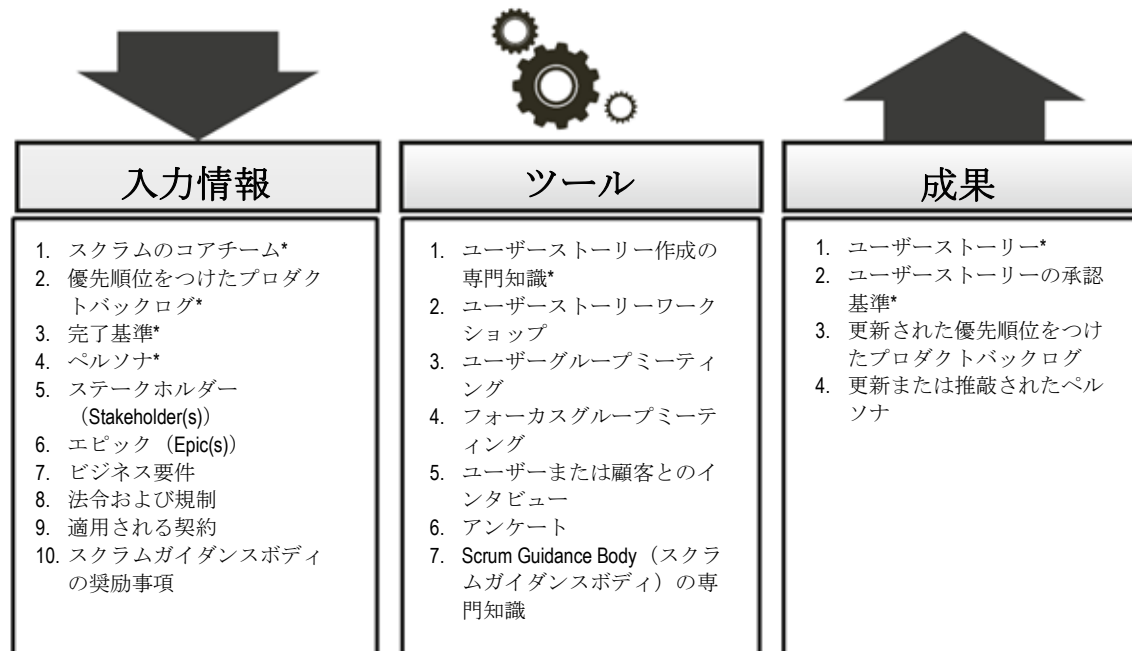 入力情報
1. スクラムのコアチーム*
2. 優先順位をつけたプロダク
トバックログ*
3. 完了基準*
4. ペルソナ*
5. ステークホルダー
（Stakeholder(s)）
6. エピック（Epic(s)）
7. ビジネス要件
8. 法令および規制
9. 適用される契約
10. スクラムガイダンスボディ
の奨励事項
ツール
1. ユーザーストーリー作成の
専門知識*
2. ユーザーストーリーワーク
ショップ
3. ユーザーグループミーティ
ング
4. フォーカスグループミーテ
ィング
5. ユーザーまたは顧客とのイ
ンタビュー
6. アンケート
7. Scrum Guidance Body（スクラ
ムガイダンスボディ）の専
門知識
成果
1. ユーザーストーリー*
2. ユーザーストーリーの承認
基準*
3. 更新された優先順位をつけ
たプロダクトバックログ
4. 更新または推敲されたペル
ソナ